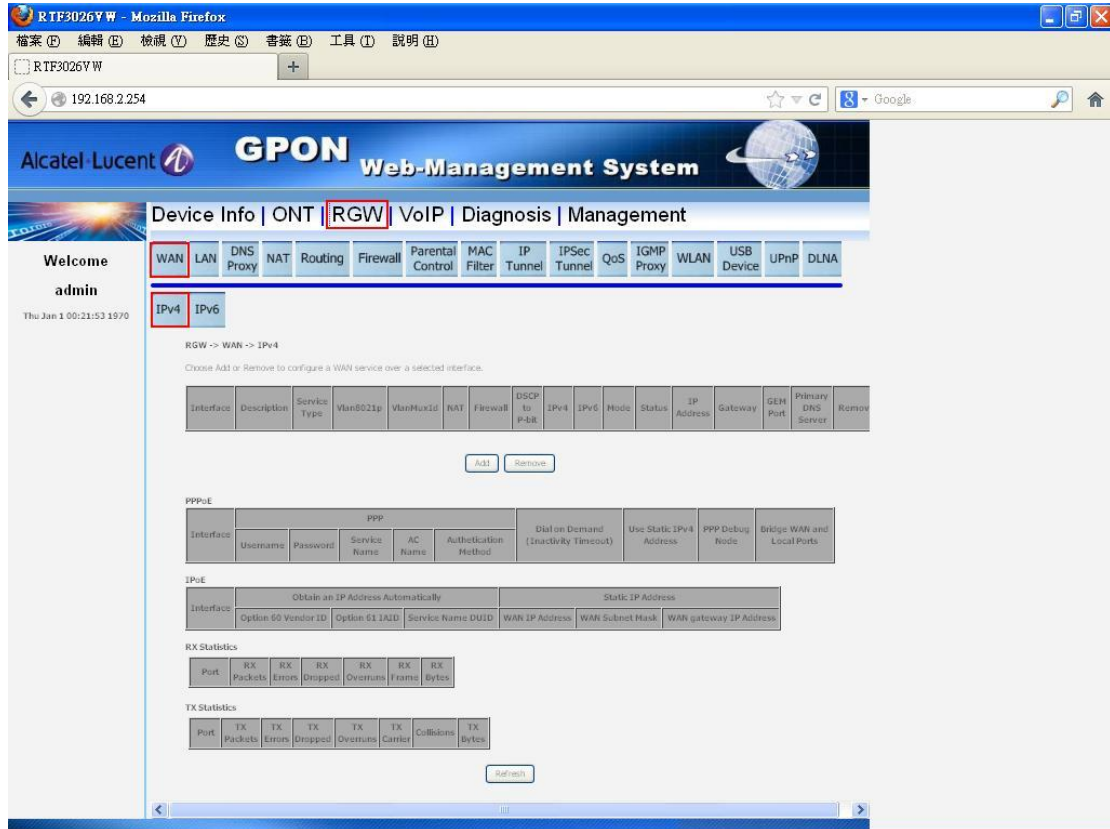 RTF3026VW - Mozilla Firefox
檔案(F) 編輯(E) 檢視(V) 歷史(S) 書籤(B) 工具(T) 說明(H)
RTF3026VW +
192.168.2.254
Google
Alcatel·Lucent
GPON Web-Management System
Device Info | ONT | RGW | VoIP | Diagnosis | Management
Welcome
admin
Thu Jan 1 00:21:53 1970
WAN LAN DNS Proxy NAT Routing Firewall Parental Control MAC Filter IP Tunnel IPSec Tunnel QoS IGMP Proxy WLAN USB Device UPnP DLNA
IPv4 IPv6
RGW -> WAN -> IPv4
Choose Add or Remove to configure a WAN service over a selected interface.
Interface Description Service Type Vlan8021p VlanMuxId NAT Firewall DSCP to P-bit IPv4 IPv6 Mode Status IP Address Gateway GEM Port Primary DNS Server Remov
Add Remove
PPPoE
Interface PPP Dial on Demand (Inactivity Timeout) Use Static IPv4 Address PPP Debug Node Bridge WAN and Local Ports
Username Password Service Name AC Name Authetication Method
IPoE
Interface Obtain an IP Address Automatically Static IP Address
Option 60 Vendor ID Option 61 IAID Service Name DUID WAN IP Address WAN Subnet Mask WAN gateway IP Address
RX Statistics
Port RX Packets RX Errors RX Dropped RX Overruns RX Frame RX Bytes
TX Statistics
Port TX Packets TX Errors TX Dropped TX Overruns TX Carrier Collisions TX Bytes
Refresh